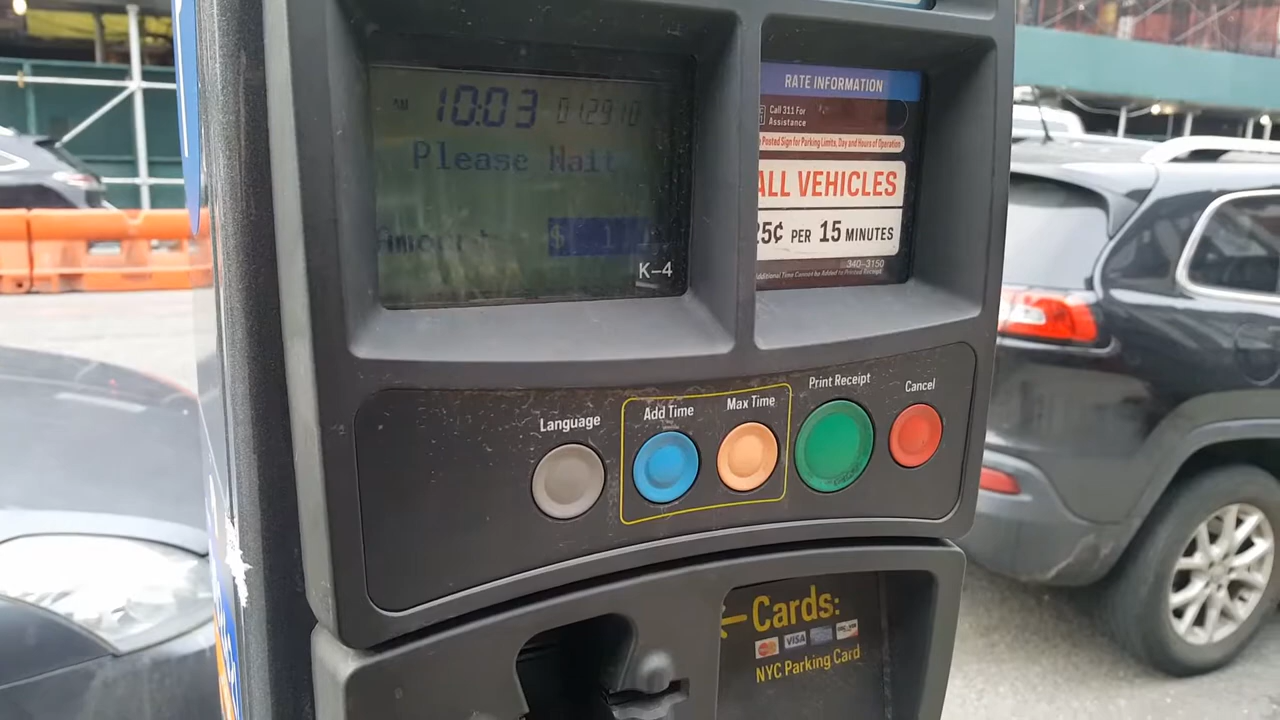 AM 10:03 012910
Please Wait
Amount $ 1
K-4
RATE INFORMATION
Call 311 For
Assistance
Posted Sign for Parking Limits, Day and Hours of Operation
ALL VEHICLES
25¢ PER 15 MINUTES
340-3150
Additional Time Cannot be Added to Printed Receipt
Language
Add Time
Max Time
Print Receipt
Cancel
Cards:
VISA
NYC Parking Card